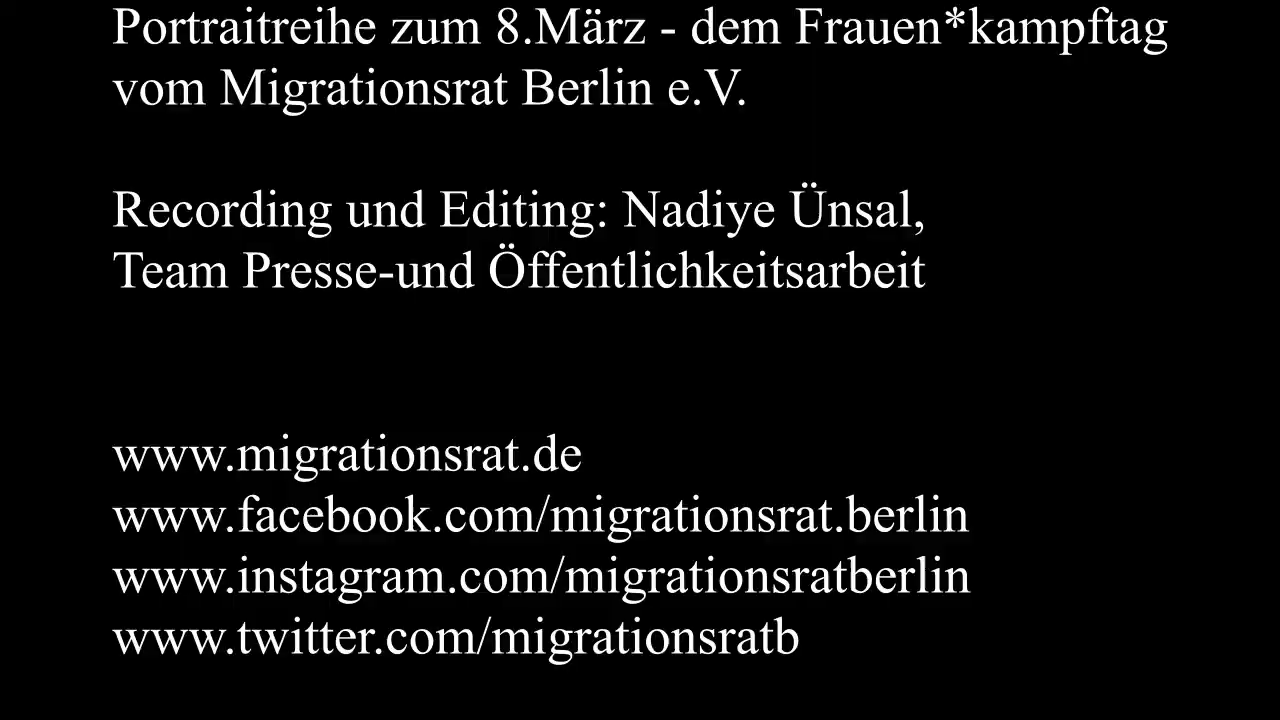 Portraitreihe zum 8.März - dem Frauen*kampftag
vom Migrationsrat Berlin e.V.
Recording und Editing: Nadiye Ünsal,
Team Presse-und Öffentlichkeitsarbeit
www.migrationsrat.de
www.facebook.com/migrationsrat.berlin
www.instagram.com/migrationsratberlin
www.twitter.com/migrationsratb